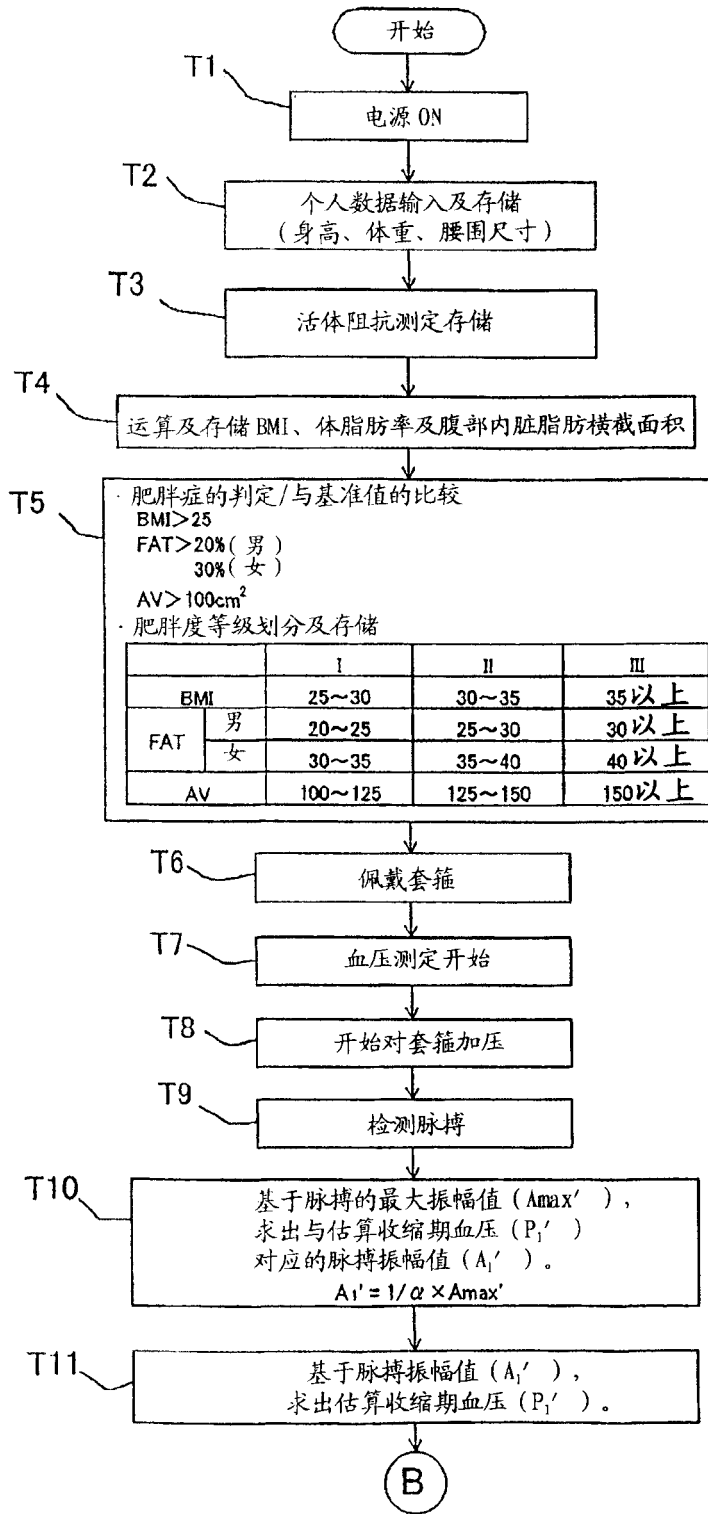 开始
T1
电源 ON
T2
个人数据输入及存储
(身高、体重、腰围尺寸)
T3
活体阻抗测定存储
T4
运算及存储 BMI、体脂肪率及腹部内脏脂肪横截面积
T5
· 肥胖症的判定/与基准值的比较
BMI>25
FAT>20%(男)
30%(女)
AV>100cm²
· 肥胖度等级划分及存储
I II III
BMI 25~30 30~35 35以上
FAT 男 20~25 25~30 30以上
女 30~35 35~40 40以上
AV 100~125 125~150 150以上
T6
佩戴套箍
T7
血压测定开始
T8
开始对套箍加压
T9
检测脉搏
T10
基于脉搏的最大振幅值(Amax′),
求出与估算收缩期血压(P₁′)
对应的脉搏振幅值(A₁′)。
A₁' = 1/α × Amax'
T11
基于脉搏振幅值(A₁′),
求出估算收缩期血压(P₁′)。
B